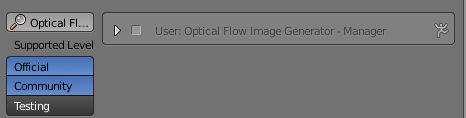 Optical Fl...
User: Optical Flow Image Generator - Manager
Supported Level
Official
Community
Testing